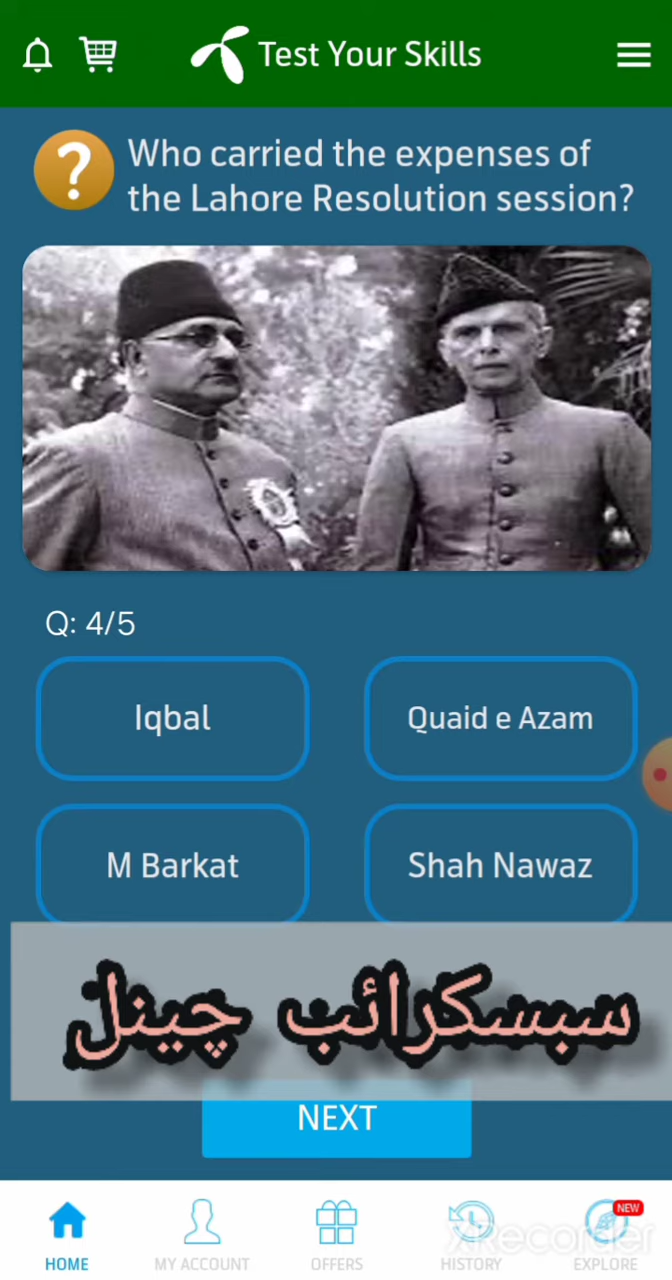 Test Your Skills
?
Who carried the expenses of
the Lahore Resolution session?
Q: 4/5
Iqbal
Quaid e Azam
M Barkat
Shah Nawaz
سبسکرائب چینل
NEXT
NEW
XRecorder
HOME
MY ACCOUNT
OFFERS
HISTORY
EXPLORE